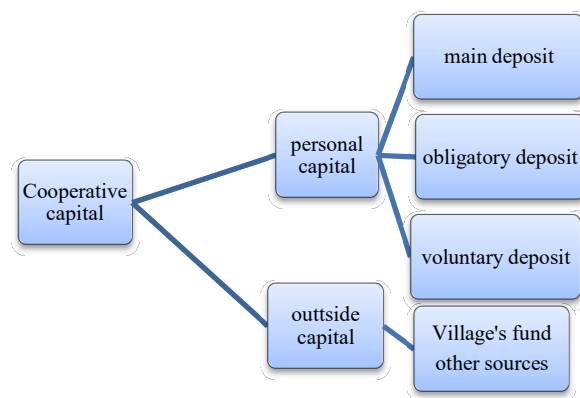 Cooperative
capital
personal
capital
main deposit
obligatory deposit
voluntary deposit
outtside
capital
Village's fund
other sources